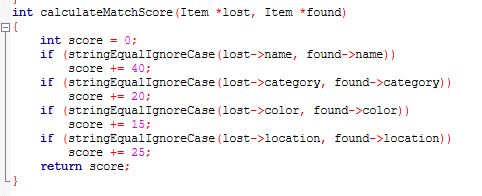 int calculateMatchScore(Item *lost, Item *found)
{
    int score = 0;
    if (stringEqualIgnoreCase(lost->name, found->name))
        score += 40;
    if (stringEqualIgnoreCase(lost->category, found->category))
        score += 20;
    if (stringEqualIgnoreCase(lost->color, found->color))
        score += 15;
    if (stringEqualIgnoreCase(lost->location, found->location))
        score += 25;
    return score;
}